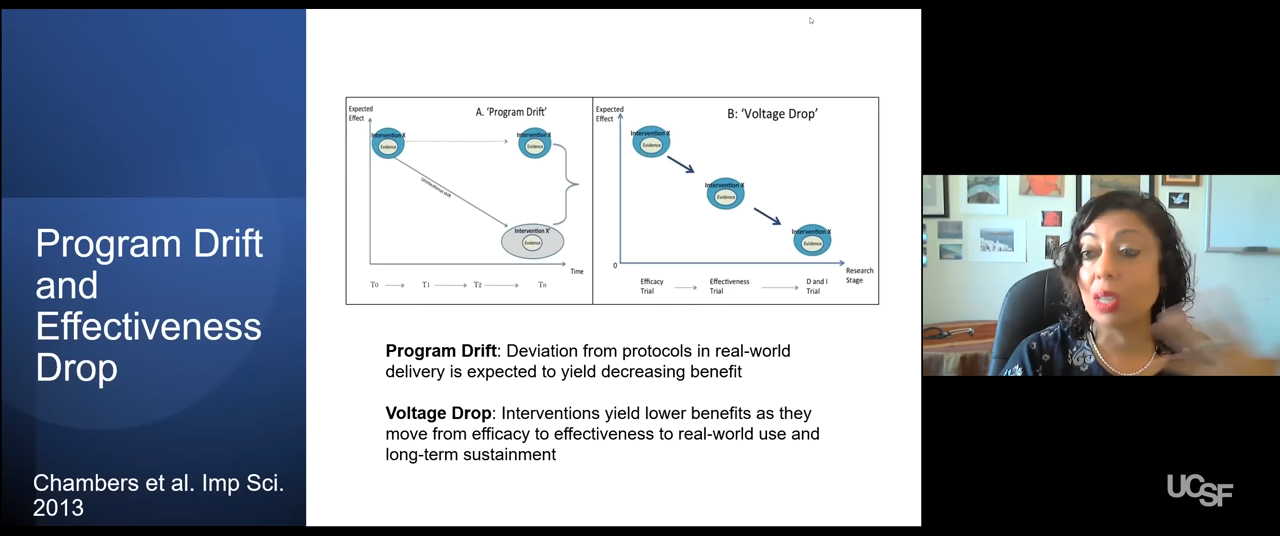 Program Drift
and
Effectiveness
Drop
Chambers et al. Imp Sci.
2013
Expected
Effect
A. ‘Program Drift’
Intervention X
Evidence
Intervention X
Evidence
Intervention X'
Evidence
Time
T0
T1
T2
Tn
Expected
Effect
B: ‘Voltage Drop’
Intervention X
Evidence
Intervention X
Evidence
Intervention X
Evidence
0
Research
Stage
Efficacy
Trial
Effectiveness
Trial
D and I
Trial
Program Drift: Deviation from protocols in real-world
delivery is expected to yield decreasing benefit
Voltage Drop: Interventions yield lower benefits as they
move from efficacy to effectiveness to real-world use and
long-term sustainment
UCSF